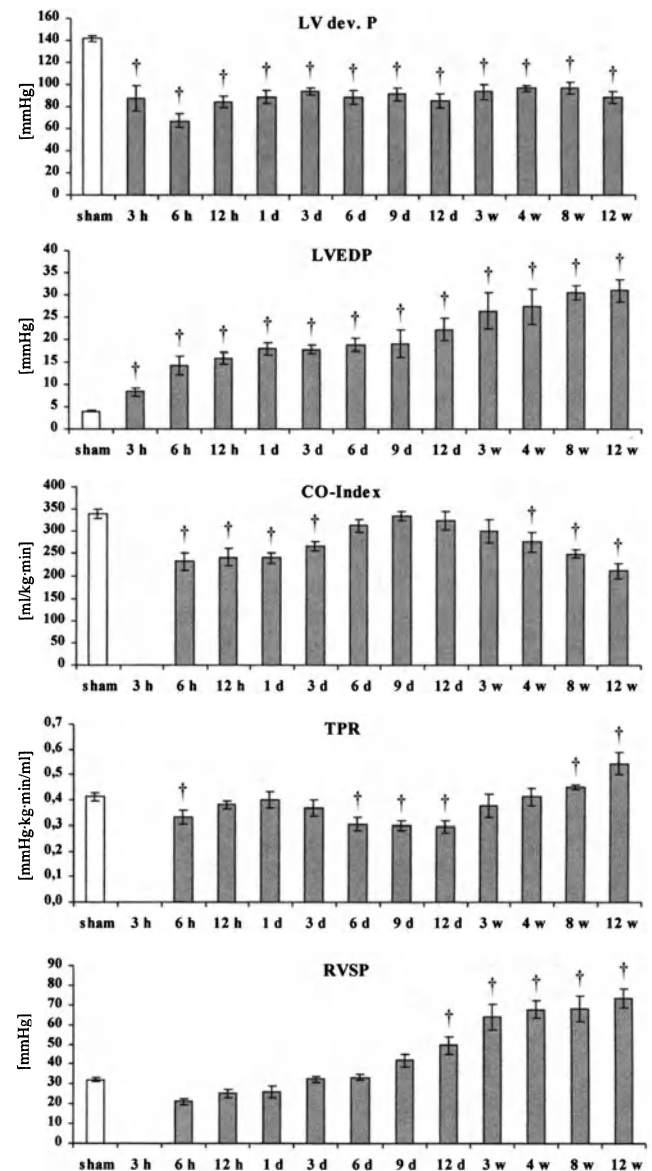 LV dev. P
160
140
120
100
80
60
40
20
0
[mmHg]
† † † † † † † † † † † †
sham 3 h 6 h 12 h 1 d 3 d 6 d 9 d 12 d 3 w 4 w 8 w 12 w
LVEDP
40
35
30
25
20
15
10
5
0
[mmHg]
† † † † † † † † † † † †
sham 3 h 6 h 12 h 1 d 3 d 6 d 9 d 12 d 3 w 4 w 8 w 12 w
CO-Index
400
350
300
250
200
150
100
50
0
[ml/kg·min]
† † † † † † †
sham 3 h 6 h 12 h 1 d 3 d 6 d 9 d 12 d 3 w 4 w 8 w 12 w
TPR
0,7
0,6
0,5
0,4
0,3
0,2
0,1
0,0
[mmHg·kg·min/ml]
† † † † † †
sham 3 h 6 h 12 h 1 d 3 d 6 d 9 d 12 d 3 w 4 w 8 w 12 w
RVSP
90
80
70
60
50
40
30
20
10
0
[mmHg]
† † † † †
sham 3 h 6 h 12 h 1 d 3 d 6 d 9 d 12 d 3 w 4 w 8 w 12 w